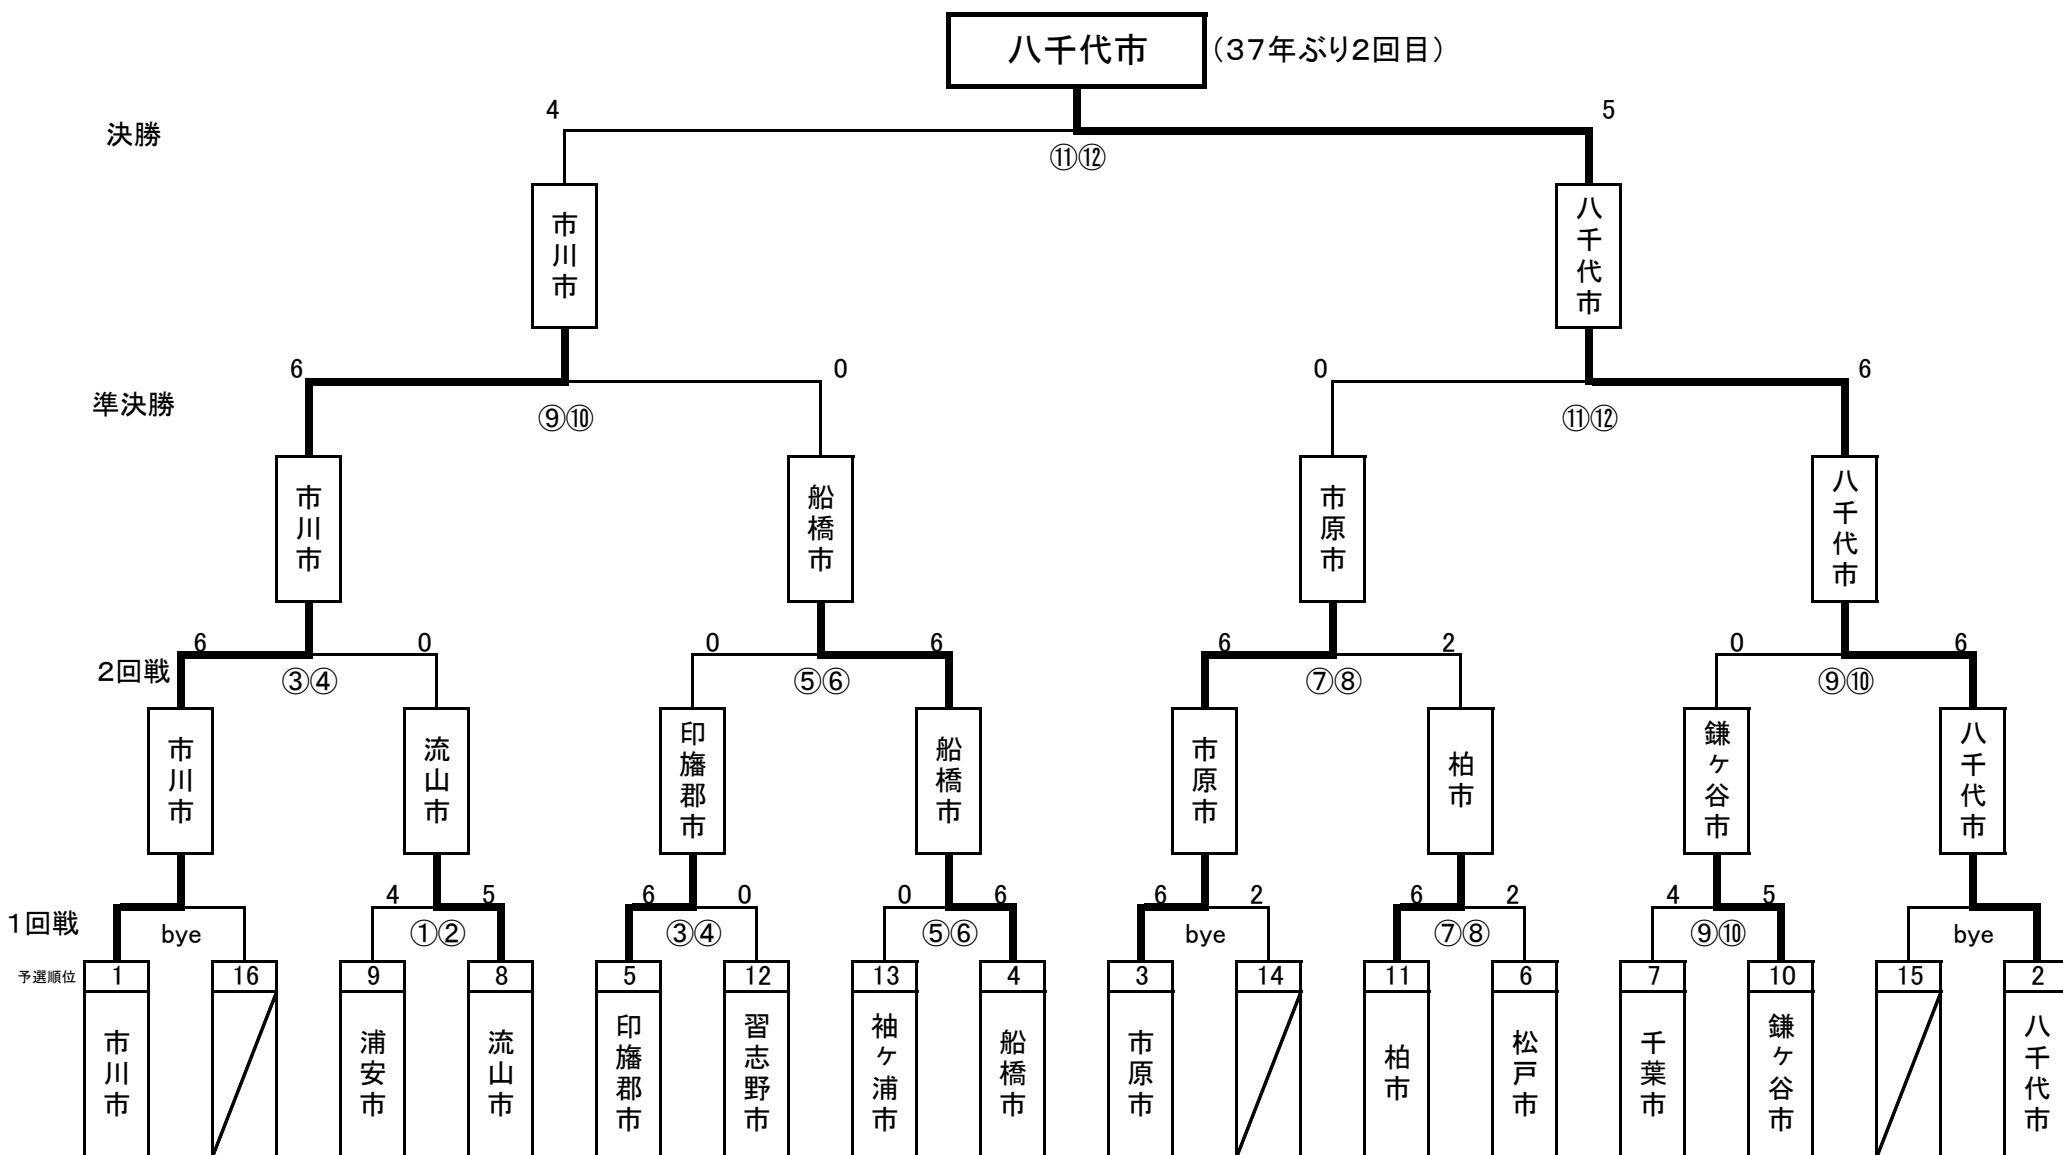 八千代市 (37年ぶり2回目)
決勝 4 5
⑪⑫
市川市 八千代市
6 0 0 6
準決勝 ⑨⑩ ⑪⑫
市川市 船橋市 市原市 八千代市
6 0 0 6 6 2 0 6
2回戦 ③④ ⑤⑥ ⑦⑧ ⑨⑩
市川市 流山市 印旛郡市 船橋市 市原市 柏市 鎌ヶ谷市 八千代市
4 5 6 0 0 6 6 2 6 2 4 5
1回戦 bye ①② ③④ ⑤⑥ bye ⑦⑧ ⑨⑩ bye
予選順位 1 16 9 8 5 12 13 4 3 14 11 6 7 10 15 2
市川市 浦安市 流山市 印旛郡市 習志野市 袖ヶ浦市 船橋市 市原市 柏市 松戸市 千葉市 鎌ヶ谷市 八千代市